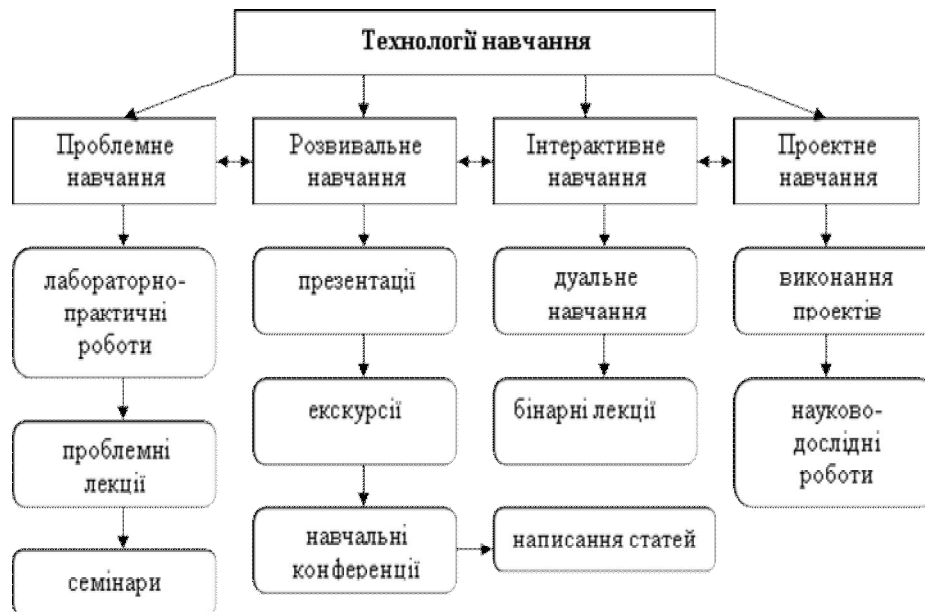 Технології навчання
Проблемне
навчання
Розвивальне
навчання
Інтерактивне
навчання
Проектне
навчання
лабораторно-
практичні
роботи
презентації
дуальне
навчання
виконання
проектів
проблемні
лекції
екскурсії
бінарні лекції
науково-
дослідні
роботи
семінари
навчальні
конференції
написання статей